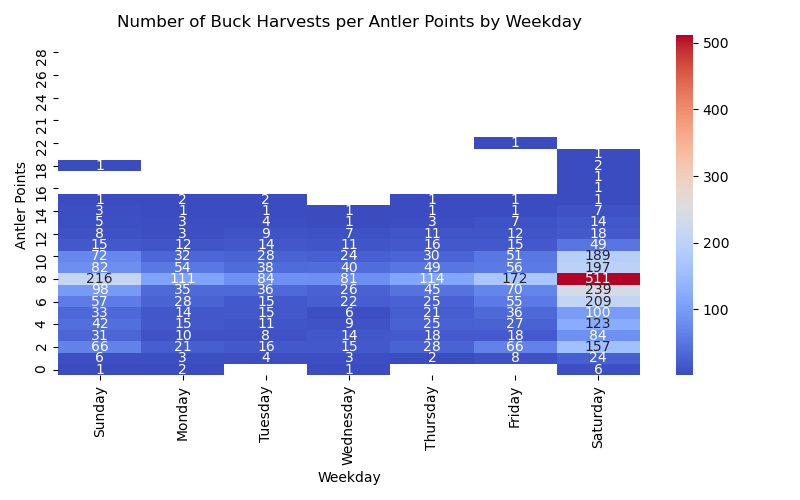 Number of Buck Harvests per Antler Points by Weekday
Antler Points
28
26
24
21
22 1
1
18 1 2
1
16 1
1 2 2 1 1 1
14 3 1 1 1 1 1 7
5 3 4 1 3 7 14
12 8 3 9 7 11 12 18
15 12 14 11 16 15 49
10 72 32 28 24 30 51 189
82 54 38 40 49 56 197
8 216 111 84 81 114 172 511
98 35 36 26 45 70 239
6 57 28 15 22 25 55 209
33 14 15 6 21 36 100
4 42 15 11 9 25 27 123
31 10 8 14 18 18 84
2 66 21 16 15 28 66 157
6 3 4 3 2 8 24
0 1 2 1 6
Sunday Monday Tuesday Wednesday Thursday Friday Saturday
Weekday
500
400
300
200
100